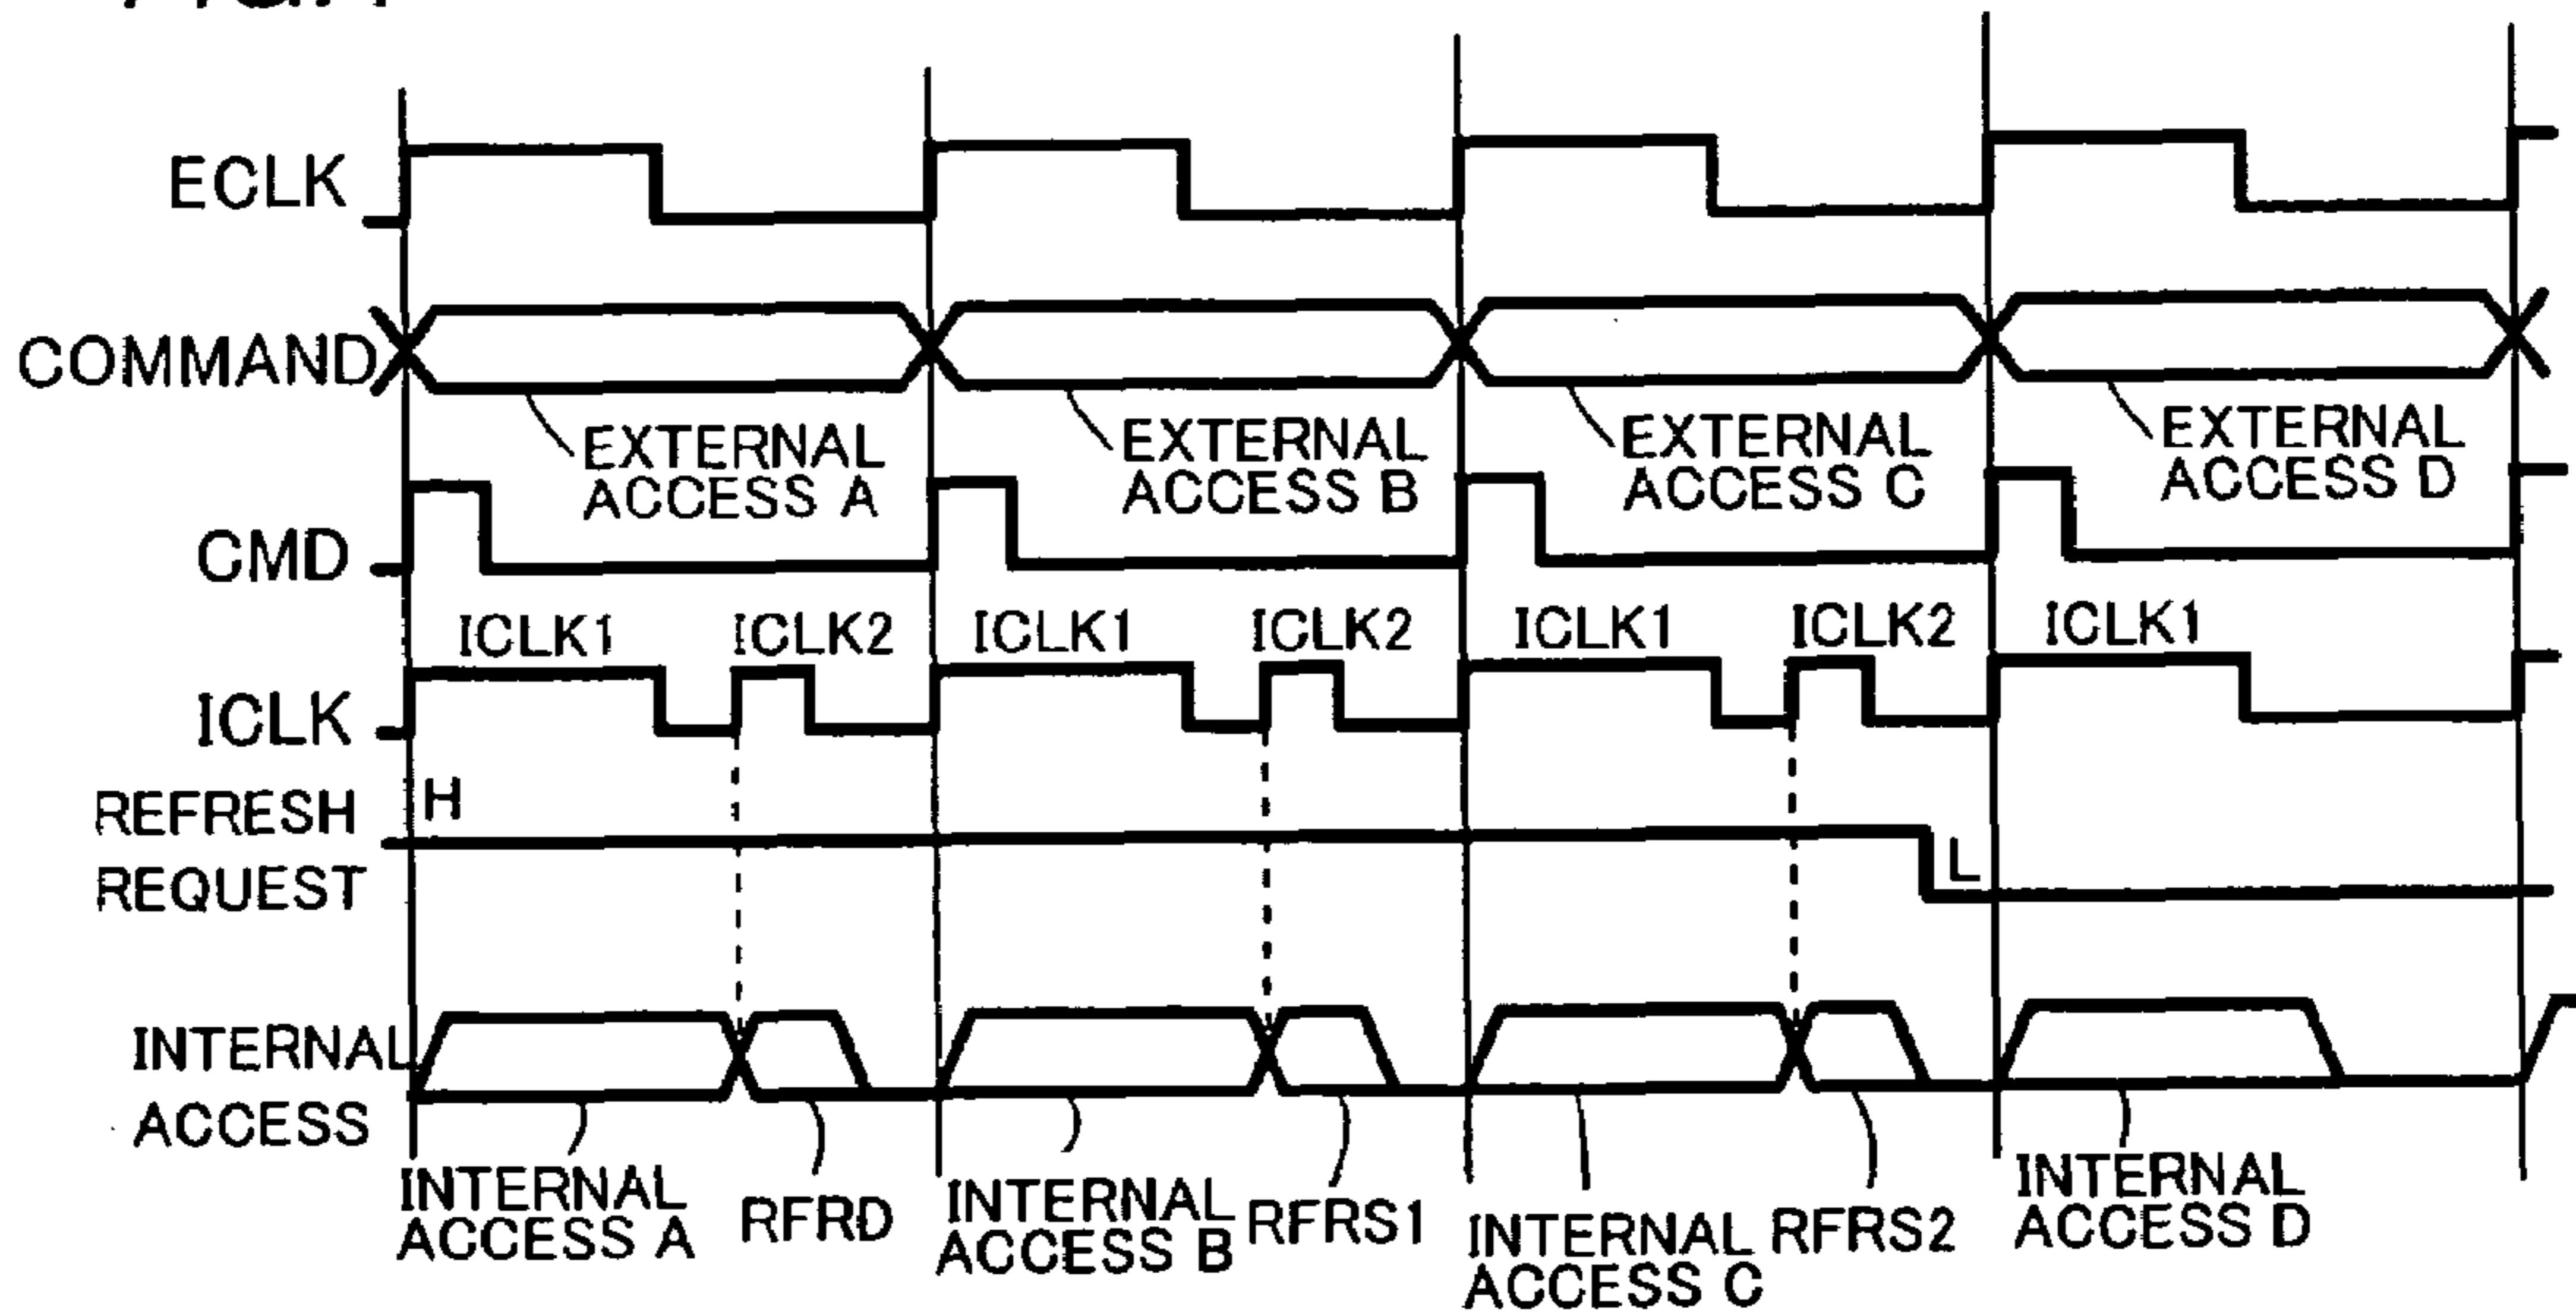 ECLK
COMMAND
EXTERNAL
ACCESS A
EXTERNAL
ACCESS B
EXTERNAL
ACCESS C
EXTERNAL
ACCESS D
CMD
ICLK1
ICLK2
ICLK1
ICLK2
ICLK1
ICLK2
ICLK1
ICLK
H
REFRESH
REQUEST
L
INTERNAL
ACCESS
INTERNAL
ACCESS A
RFRD
INTERNAL
ACCESS B
RFRS1
INTERNAL
ACCESS C
RFRS2
INTERNAL
ACCESS D